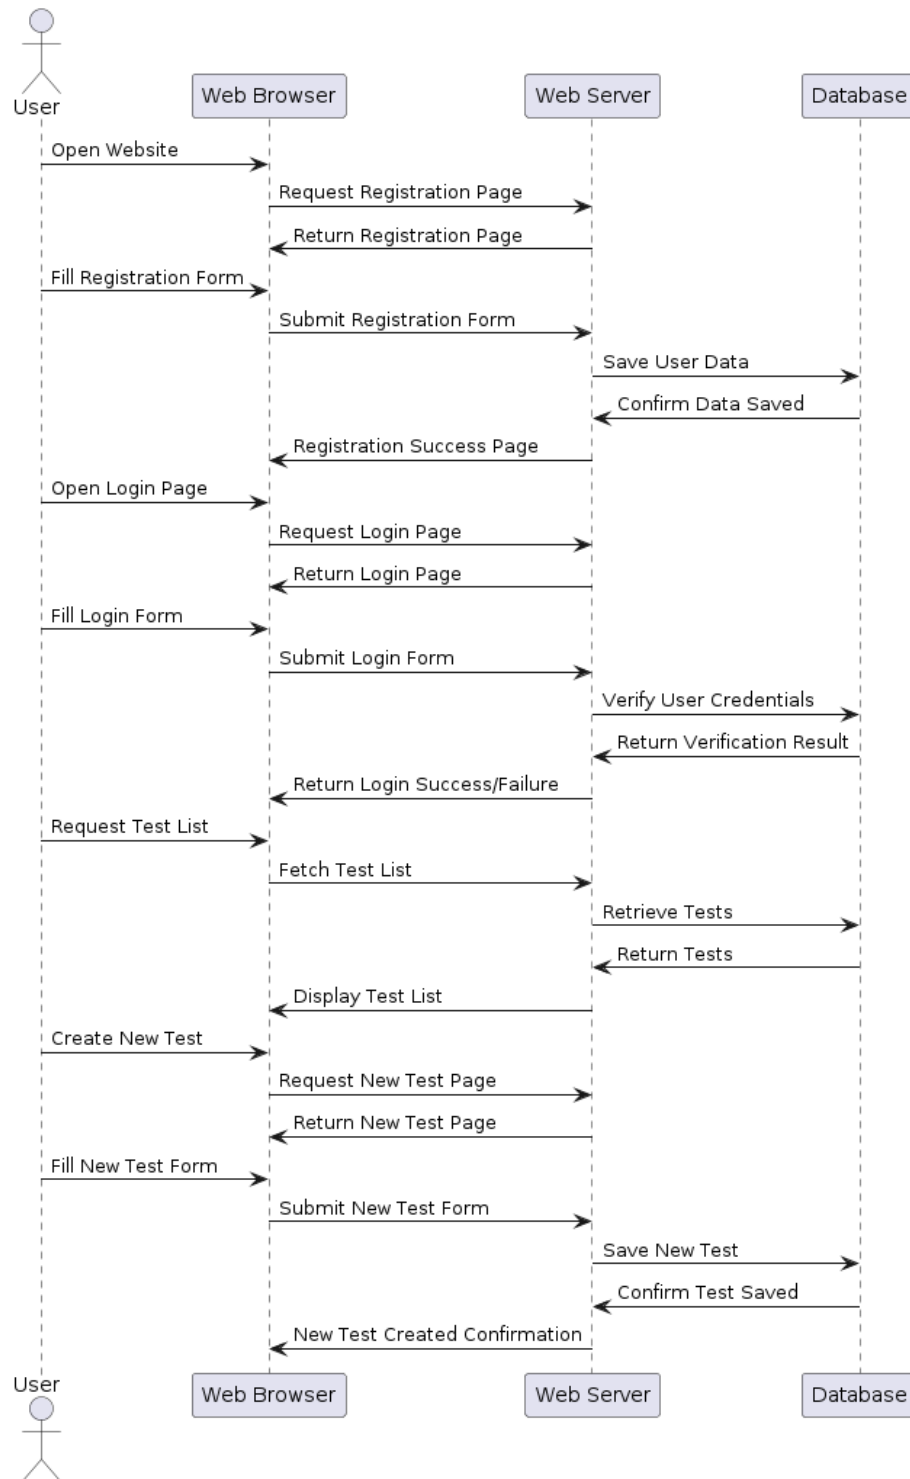 User
Web Browser
Web Server
Database
Open Website
Request Registration Page
Return Registration Page
Fill Registration Form
Submit Registration Form
Save User Data
Confirm Data Saved
Registration Success Page
Open Login Page
Request Login Page
Return Login Page
Fill Login Form
Submit Login Form
Verify User Credentials
Return Verification Result
Return Login Success/Failure
Request Test List
Fetch Test List
Retrieve Tests
Return Tests
Display Test List
Create New Test
Request New Test Page
Return New Test Page
Fill New Test Form
Submit New Test Form
Save New Test
Confirm Test Saved
New Test Created Confirmation
User
Web Browser
Web Server
Database